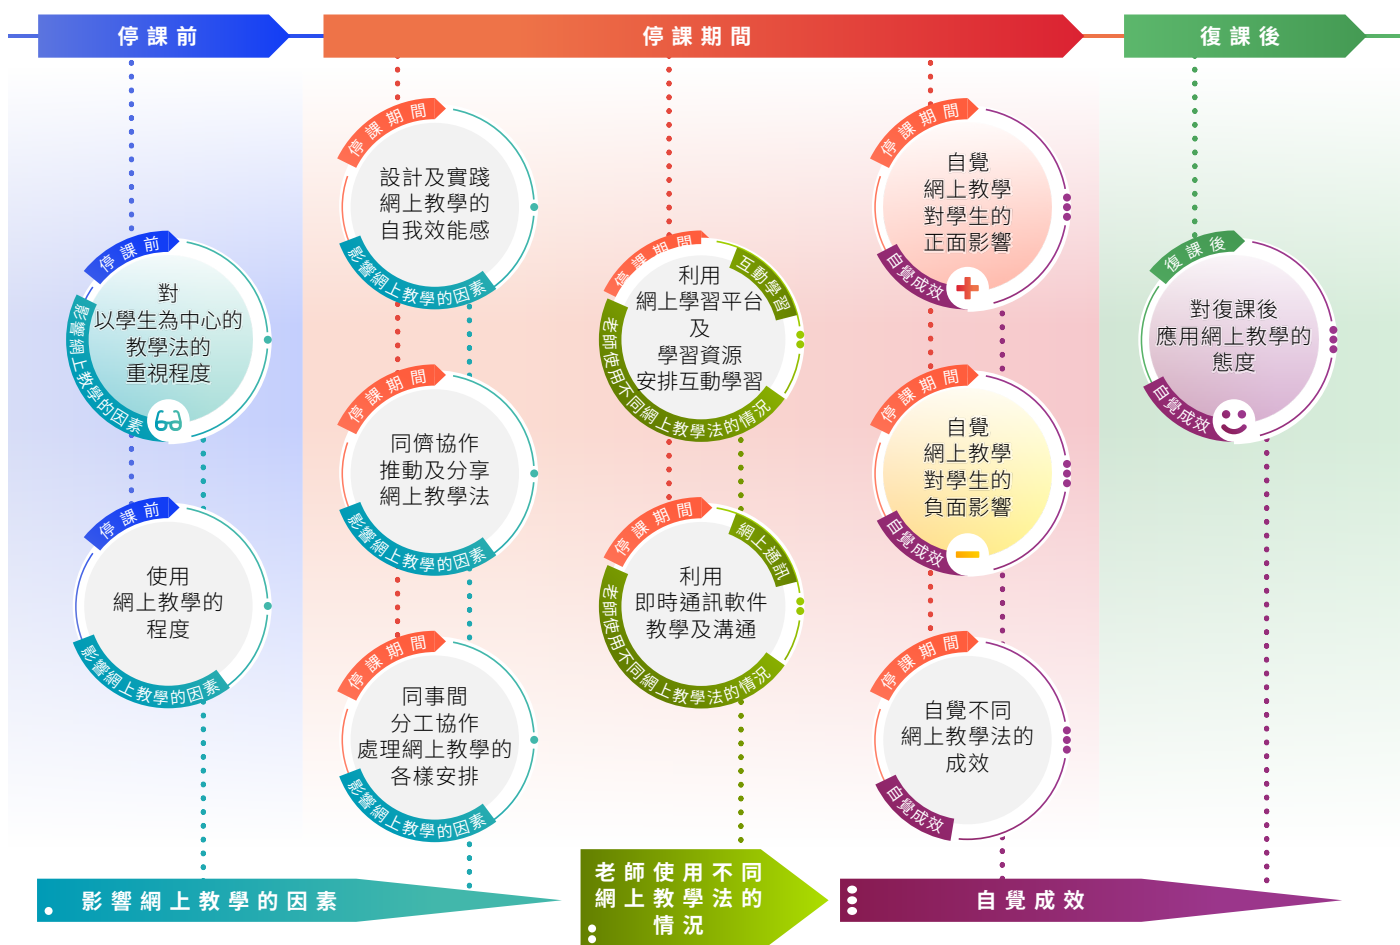 停課前
停課期間
復課後
停課前
對
以學生為中心的
教學法的
重視程度
影響網上教學的因素
停課前
使用
網上教學的
程度
影響網上教學的因素
停課期間
設計及實踐
網上教學的
自我效能感
影響網上教學的因素
停課期間
同儕協作
推動及分享
網上教學法
影響網上教學的因素
停課期間
同事間
分工協作
處理網上教學的
各樣安排
影響網上教學的因素
停課期間
互動學習
利用
網上學習平台
及
學習資源
安排互動學習
老師使用不同網上教學法的情況
停課期間
網上通訊
利用
即時通訊軟件
教學及溝通
老師使用不同網上教學法的情況
停課期間
自覺
網上教學
對學生的
正面影響
自覺成效
停課期間
自覺
網上教學
對學生的
負面影響
自覺成效
停課期間
自覺不同
網上教學法的
成效
自覺成效
復課後
對復課後
應用網上教學的
態度
自覺成效
影響網上教學的因素
老師使用不同
網上教學法的
情況
自覺成效